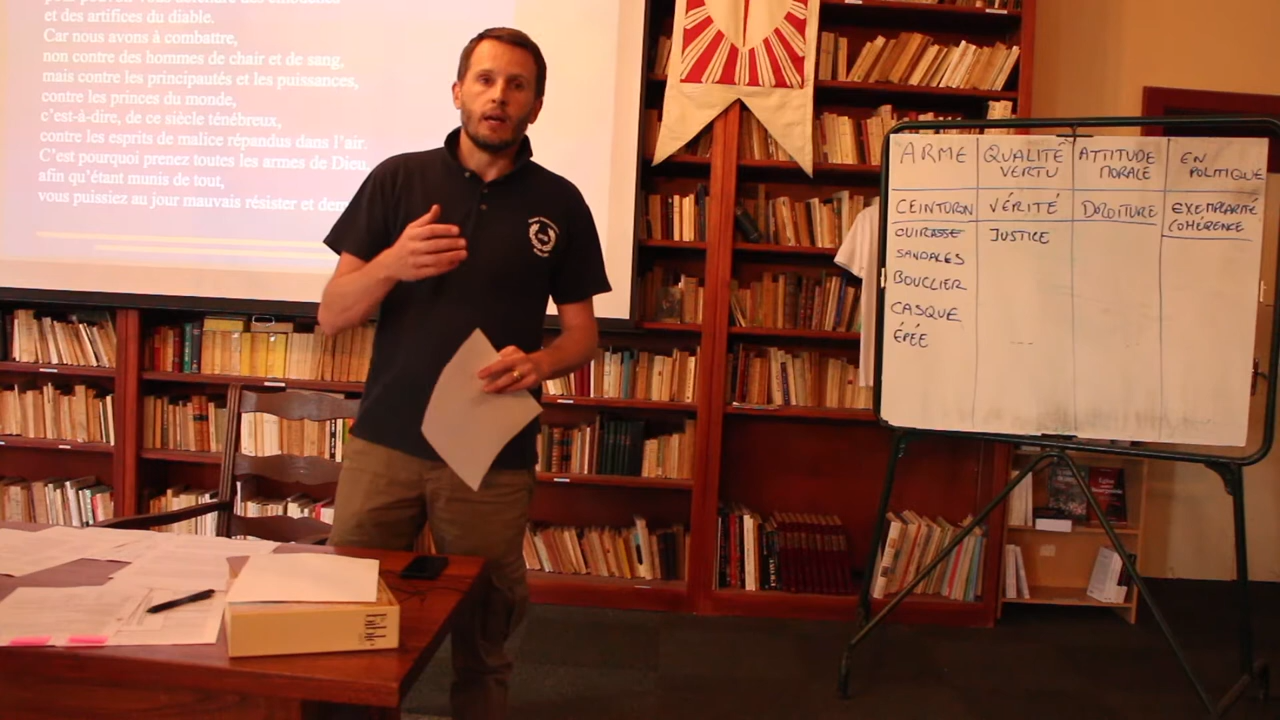 et des artifices du diable.
Car nous avons à combattre,
non contre des hommes de chair et de sang,
mais contre les principautés et les puissances,
contre les princes du monde,
c'est-à-dire, de ce siècle ténébreux,
contre les esprits de malice répandus dans l'air.
C'est pourquoi prenez toutes les armes de Dieu,
afin qu'étant munis de tout,
vous puissiez au jour mauvais résister et
ARME QUALITÉ VERTU ATTITUDE MORALE EN POLITIQUE
CEINTURON VÉRITÉ DROITURE EXEMPLARITÉ COHÉRENCE
CUIRASSE JUSTICE
SANDALES
BOUCLIER
CASQUE
ÉPÉE
Bible